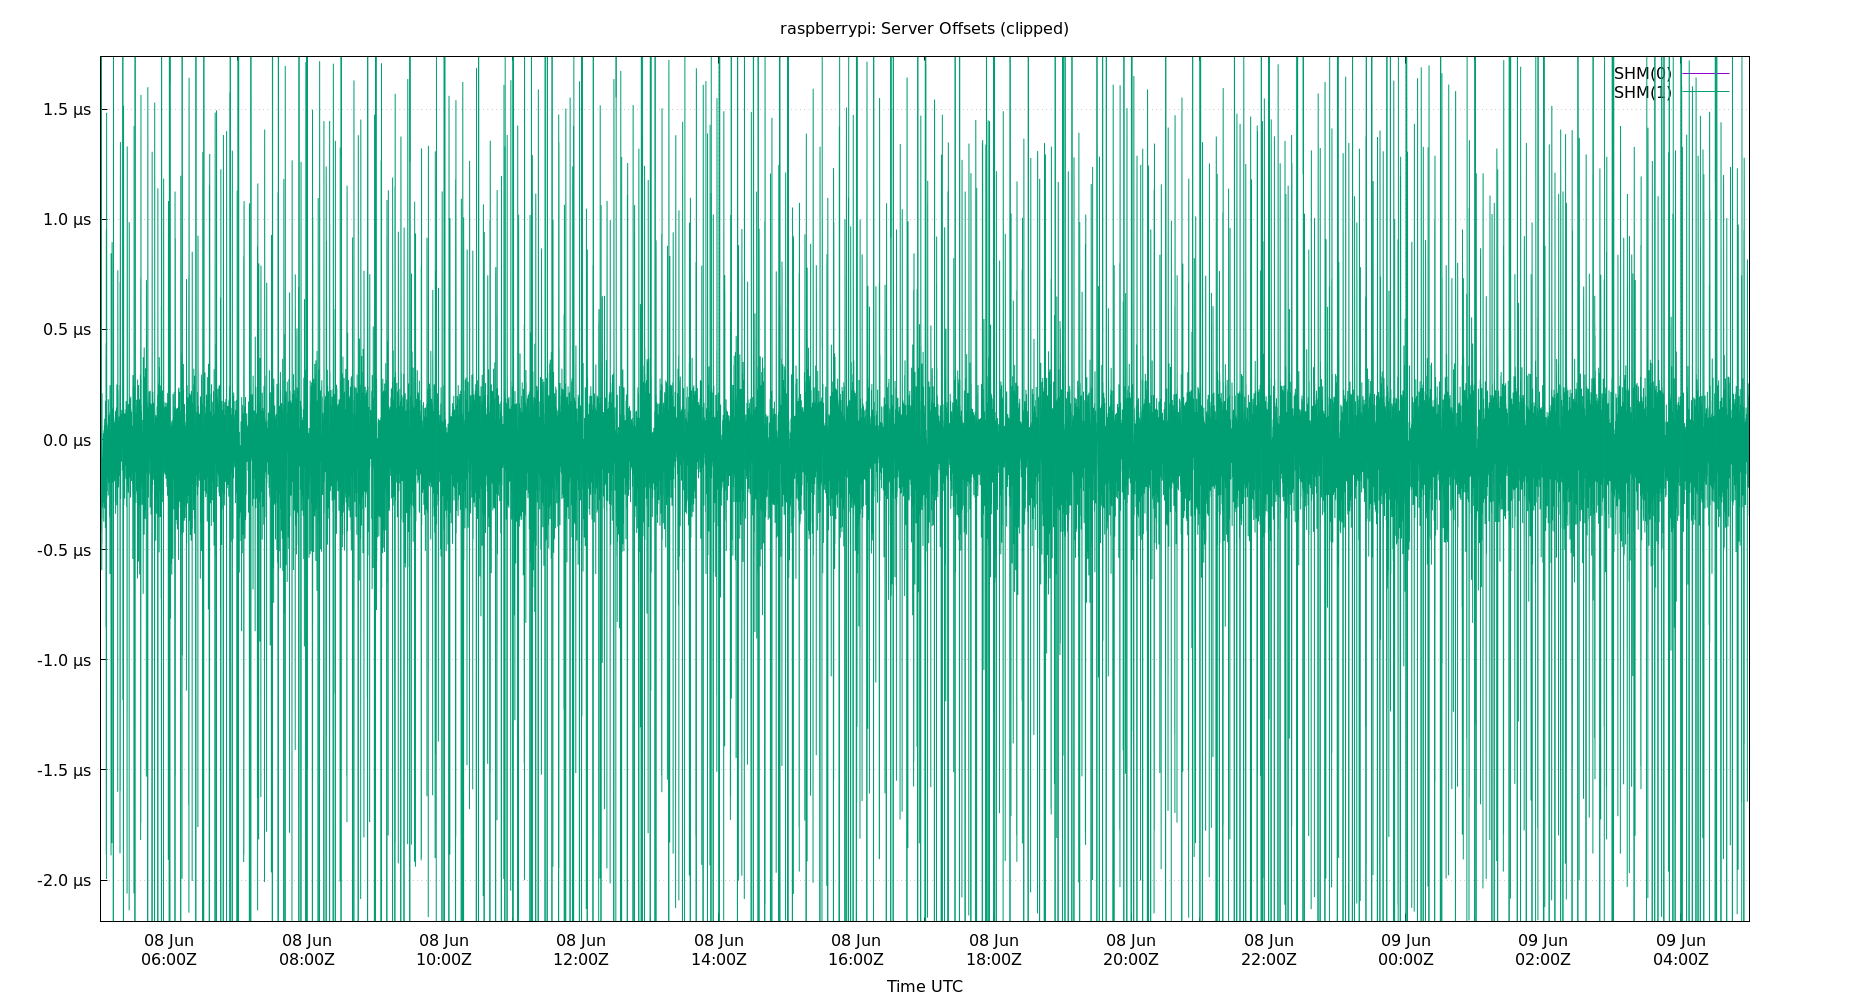 raspberrypi: Server Offsets (clipped)
SHM(0)
SHM(1)
1.5 µs
1.0 µs
0.5 µs
0.0 µs
-0.5 µs
-1.0 µs
-1.5 µs
-2.0 µs
08 Jun 08 Jun 08 Jun 08 Jun 08 Jun 08 Jun 08 Jun 08 Jun 08 Jun 09 Jun 09 Jun 09 Jun
06:00Z 08:00Z 10:00Z 12:00Z 14:00Z 16:00Z 18:00Z 20:00Z 22:00Z 00:00Z 02:00Z 04:00Z
Time UTC